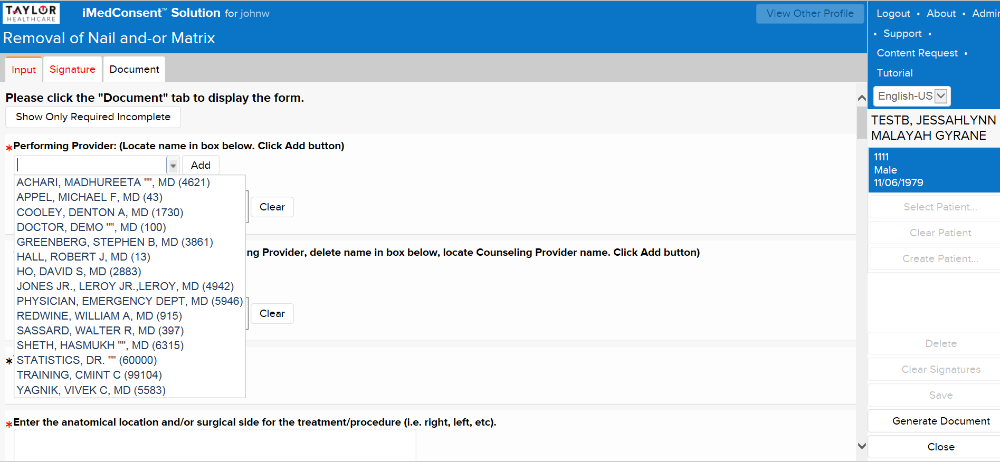 TAYLOR
HEALTHCARE
iMedConsent™ Solution for johnw
View Other Profile
Logout • About • Admin
• Support •
Content Request •
Tutorial
English-US
Removal of Nail and-or Matrix
Input
Signature
Document
Please click the "Document" tab to display the form.
Show Only Required Incomplete
*Performing Provider: (Locate name in box below. Click Add button)
Add
ACHARI, MADHUREETA "", MD (4621)
APPEL, MICHAEL F, MD (43)
COOLEY, DENTON A, MD (1730)
DOCTOR, DEMO "", MD (100)
GREENBERG, STEPHEN B, MD (3861)
HALL, ROBERT J, MD (13)
HO, DAVID S, MD (2883)
JONES JR., LEROY JR.,LEROY, MD (4942)
PHYSICIAN, EMERGENCY DEPT, MD (5946)
REDWINE, WILLIAM A, MD (915)
SASSARD, WALTER R, MD (397)
SHETH, HASMUKH "", MD (6315)
STATISTICS, DR. "" (60000)
TRAINING, CMINT C (99104)
YAGNIK, VIVEK C, MD (5583)
Clear
ing Provider, delete name in box below, locate Counseling Provider name. Click Add button)
Clear
*
*Enter the anatomical location and/or surgical side for the treatment/procedure (i.e. right, left, etc).
TESTB, JESSAHLYNN
MALAYAH GYRANE
1111
Male
11/06/1979
Select Patient...
Clear Patient
Create Patient...
Delete
Clear Signatures
Save
Generate Document
Close